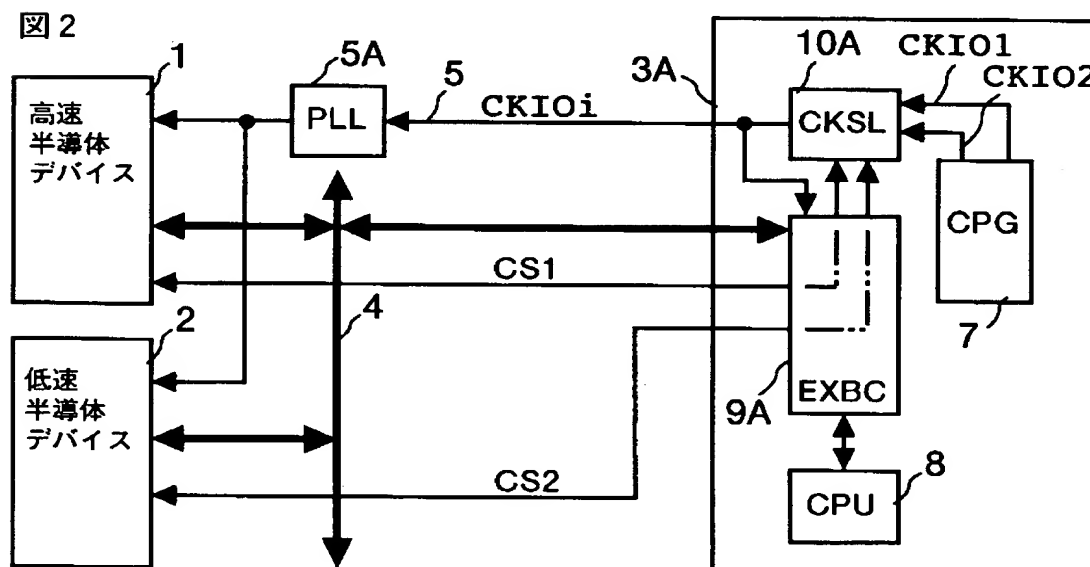 図2
1
高速
半導体
デバイス
5A
PLL
5
CKIOi
3A
10A
CKSL
CKIO1
CKIO2
CPG
7
CS1
4
2
低速
半導体
デバイス
CS2
9A
EXBC
8
CPU